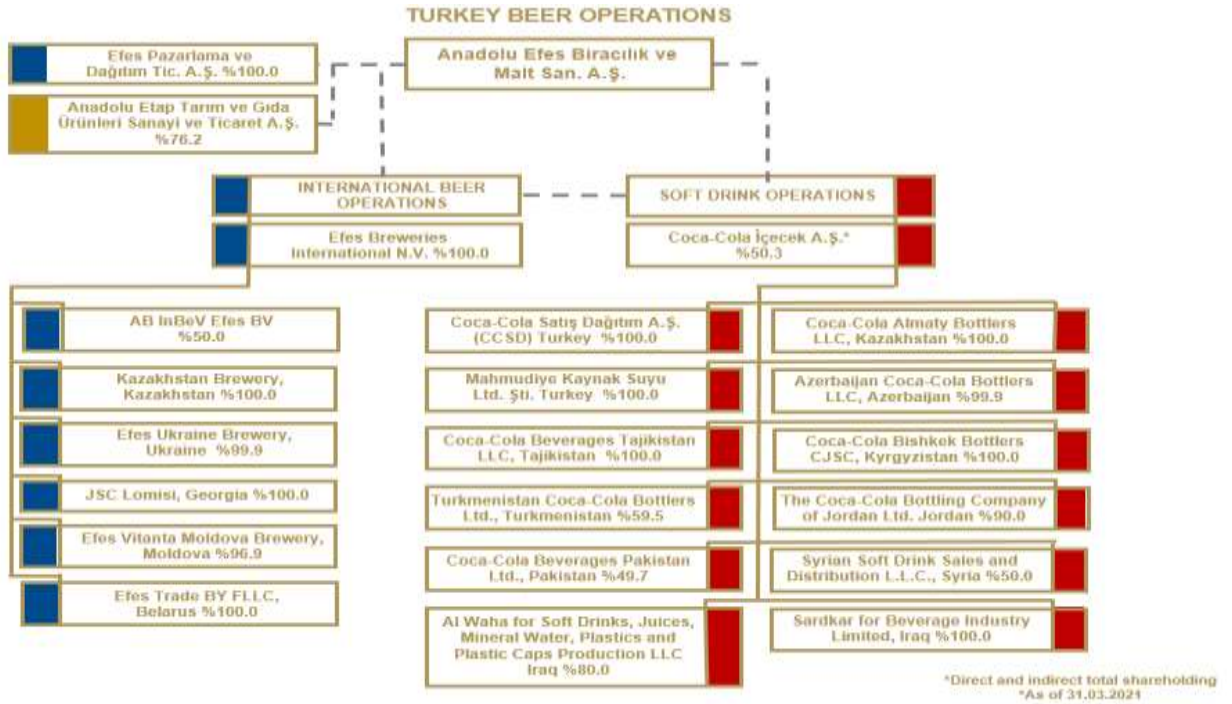 TURKEY BEER OPERATIONS
Efes Pazarlama ve
Dağıtım Tic. A.Ş. %100.0
Anadolu Efes Biracılık ve
Malt San. A.Ş.
Anadolu Etap Tarım ve Gıda
Ürünleri Sanayi ve Ticaret A.Ş.
%76.2
INTERNATIONAL BEER
OPERATIONS
SOFT DRINK OPERATIONS
Efes Breweries
International N.V. %100.0
Coca-Cola İçecek A.Ş.*
%50.3
AB InBeV Efes BV
%50.0
Kazakhstan Brewery,
Kazakhstan %100.0
Efes Ukraine Brewery,
Ukraine %99.9
JSC Lomisi, Georgia %100.0
Efes Vitanta Moldova Brewery,
Moldova %96.9
Efes Trade BY FLLC,
Belarus %100.0
Coca-Cola Satış Dağıtım A.Ş.
(CCSD) Turkey %100.0
Mahmudiye Kaynak Suyu
Ltd. Şti. Turkey %100.0
Coca-Cola Beverages Tajikistan
LLC, Tajikistan %100.0
Turkmenistan Coca-Cola Bottlers
Ltd., Turkmenistan %59.5
Coca-Cola Beverages Pakistan
Ltd., Pakistan %49.7
Al Waha for Soft Drinks, Juices,
Mineral Water, Plastics and
Plastic Caps Production LLC
Iraq %80.0
Coca-Cola Almaty Bottlers
LLC, Kazakhstan %100.0
Azerbaijan Coca-Cola Bottlers
LLC, Azerbaijan %99.9
Coca-Cola Bishkek Bottlers
CJSC, Kyrgyzistan %100.0
The Coca-Cola Bottling Company
of Jordan Ltd. Jordan %90.0
Syrian Soft Drink Sales and
Distribution L.L.C., Syria %50.0
Sardkar for Beverage Industry
Limited, Iraq %100.0
*Direct and indirect total shareholding
*As of 31.03.2021